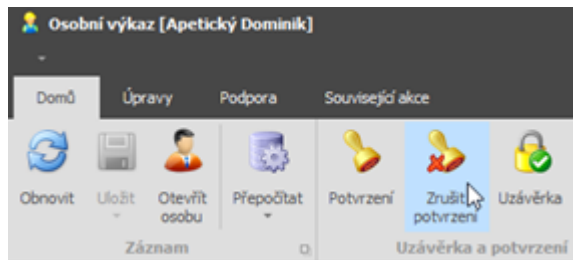 Osobní výkaz [Apetický Dominik]
Domů Úpravy Podpora Související akce
Obnovit Uložit Otevřít osobu Přepočítat Potvrzení Zrušit potvrzení Uzávěrka
Záznam Uzávěrka a potvrzení